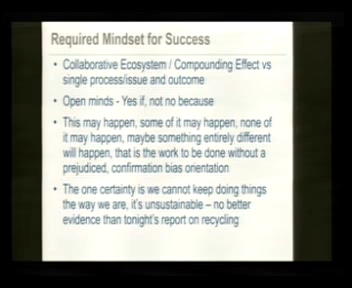 Required Mindset for Success
• Collaborative Ecosystem / Compounding Effect vs
single process/issue and outcome
• Open minds - Yes if, not no because
• This may happen, some of it may happen, none of
it may happen, maybe something entirely different
will happen, that is the work to be done without a
prejudiced, confirmation bias orientation
• The one certainty is we cannot keep doing things
the way we are, it's unsustainable – no better
evidence than tonight's report on recycling